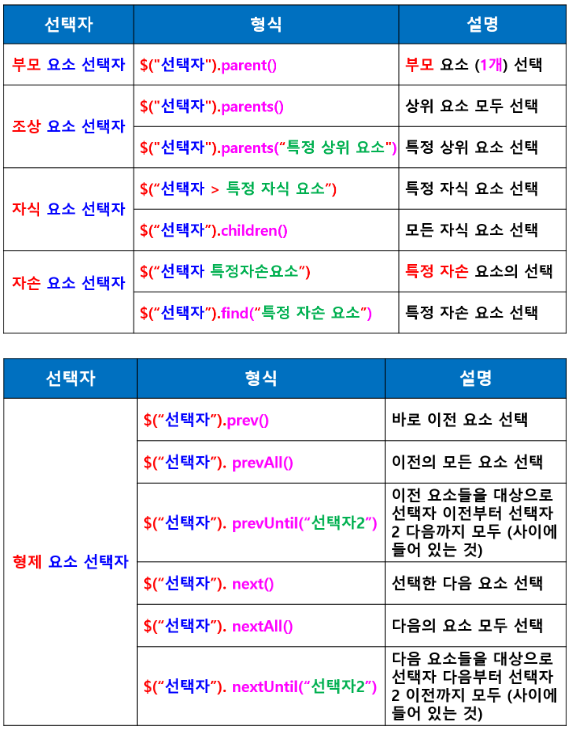 선택자 형식 설명
부모 요소 선택자 $("선택자").parent() 부모 요소 (1개) 선택
조상 요소 선택자
$("선택자").parents() 상위 요소 모두 선택
$("선택자").parents(“특정 상위 요소") 특정 상위 요소 선택
자식 요소 선택자
$(“선택자 > 특정 자식 요소”) 특정 자식 요소 선택
$(“선택자”).children() 모든 자식 요소 선택
자손 요소 선택자
$(“선택자 특정자손요소”) 특정 자손 요소의 선택
$(“선택자”).find(“특정 자손 요소”) 특정 자손 요소 선택
선택자 형식 설명
형제 요소 선택자
$(“선택자”).prev() 바로 이전 요소 선택
$(“선택자”). prevAll() 이전의 모든 요소 선택
$(“선택자”). prevUntil(“선택자2”)
이전 요소들을 대상으로
선택자 이전부터 선택자
2 다음까지 모두 (사이에
들어 있는 것)
$(“선택자”). next() 선택한 다음 요소 선택
$(“선택자”). nextAll() 다음의 요소 모두 선택
$(“선택자”). nextUntil(“선택자2”)
다음 요소들을 대상으로
선택자 다음부터 선택자
2 이전까지 모두 (사이에
들어 있는 것)